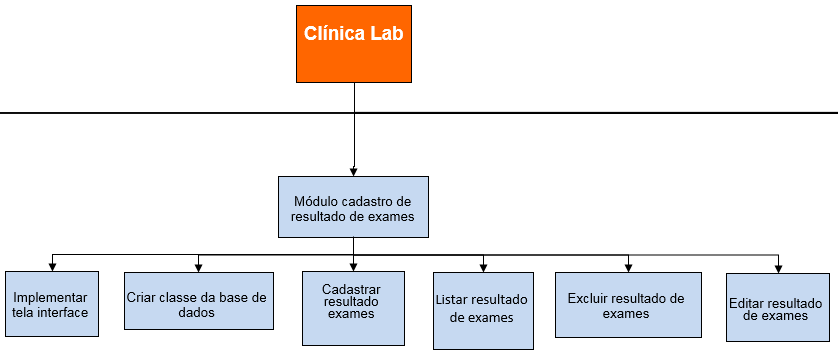 Clínica Lab
Módulo cadastro de
resultado de exames
Implementar
tela interface
Criar classe da base de
dados
Cadastrar
resultado
exames
Listar resultado
de exames
Excluir resultado de
exames
Editar resultado
de exames